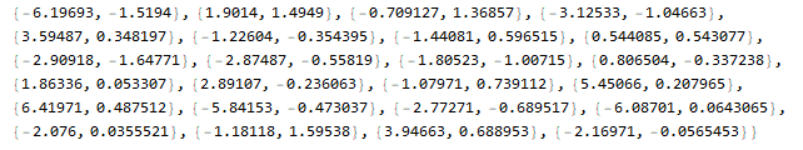 {-6.19693, -1.5194}, {1.9014, 1.4949}, {-0.709127, 1.36857}, {-3.12533, -1.04663},
{3.59487, 0.348197}, {-1.22604, -0.354395}, {-1.44081, 0.596515}, {0.544085, 0.543077},
{-2.90918, -1.64771}, {-2.87487, -0.55819}, {-1.80523, -1.00715}, {0.806504, -0.337238},
{1.86336, 0.053307}, {2.89107, -0.236063}, {-1.07971, 0.739112}, {5.45066, 0.207965},
{6.41971, 0.487512}, {-5.84153, -0.473037}, {-2.77271, -0.689517}, {-6.08701, 0.0643065},
{-2.076, 0.0355521}, {-1.18118, 1.59538}, {3.94663, 0.688953}, {-2.16971, -0.0565453}}